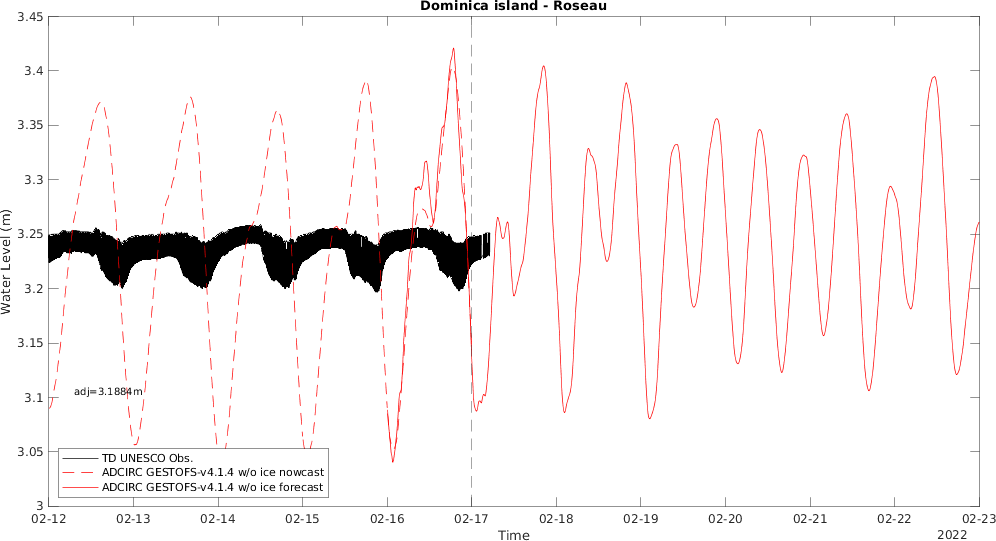 Dominica island - Roseau
3.45
3.4
3.35
3.3
3.25
3.2
3.15
3.1
3.05
3
Water Level (m)
adj=3.1884m
TD UNESCO Obs.
ADCIRC GESTOFS-v4.1.4 w/o ice nowcast
ADCIRC GESTOFS-v4.1.4 w/o ice forecast
02-12 02-13 02-14 02-15 02-16 02-17 02-18 02-19 02-20 02-21 02-22 02-23
Time
2022